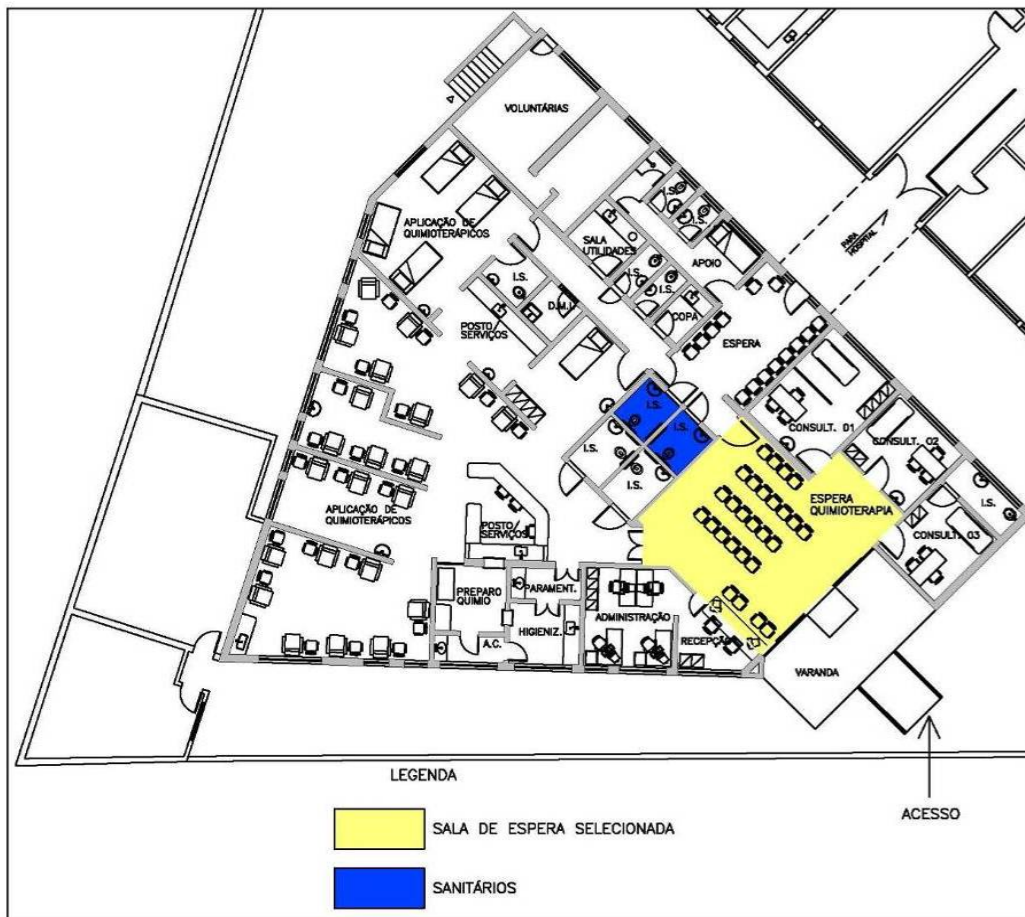 VOLUNTÁRIAS
APLICAÇÃO DE
QUIMIOTERÁPICOS
I.S.
I.S.
SALA
UTILIDADES
APOIO
PARA
HOSPITAL
I.S.
I.S.
I.S.
D.M.L.
COPA
POSTO
SERVIÇOS
ESPERA
I.S.
I.S.
I.S.
I.S.
CONSULT. 01
CONSULT. 02
ESPERA
QUIMIOTERAPIA
I.S.
CONSULT. 03
APLICAÇÃO DE
QUIMIOTERÁPICOS
POSTO
SERVIÇOS
PREPARO
QUIMIO
PARAMENT.
HIGIENIZ.
A.C.
ADMINISTRAÇÃO
RECEPÇÃO
VARANDA
ACESSO
LEGENDA
SALA DE ESPERA SELECIONADA
SANITÁRIOS